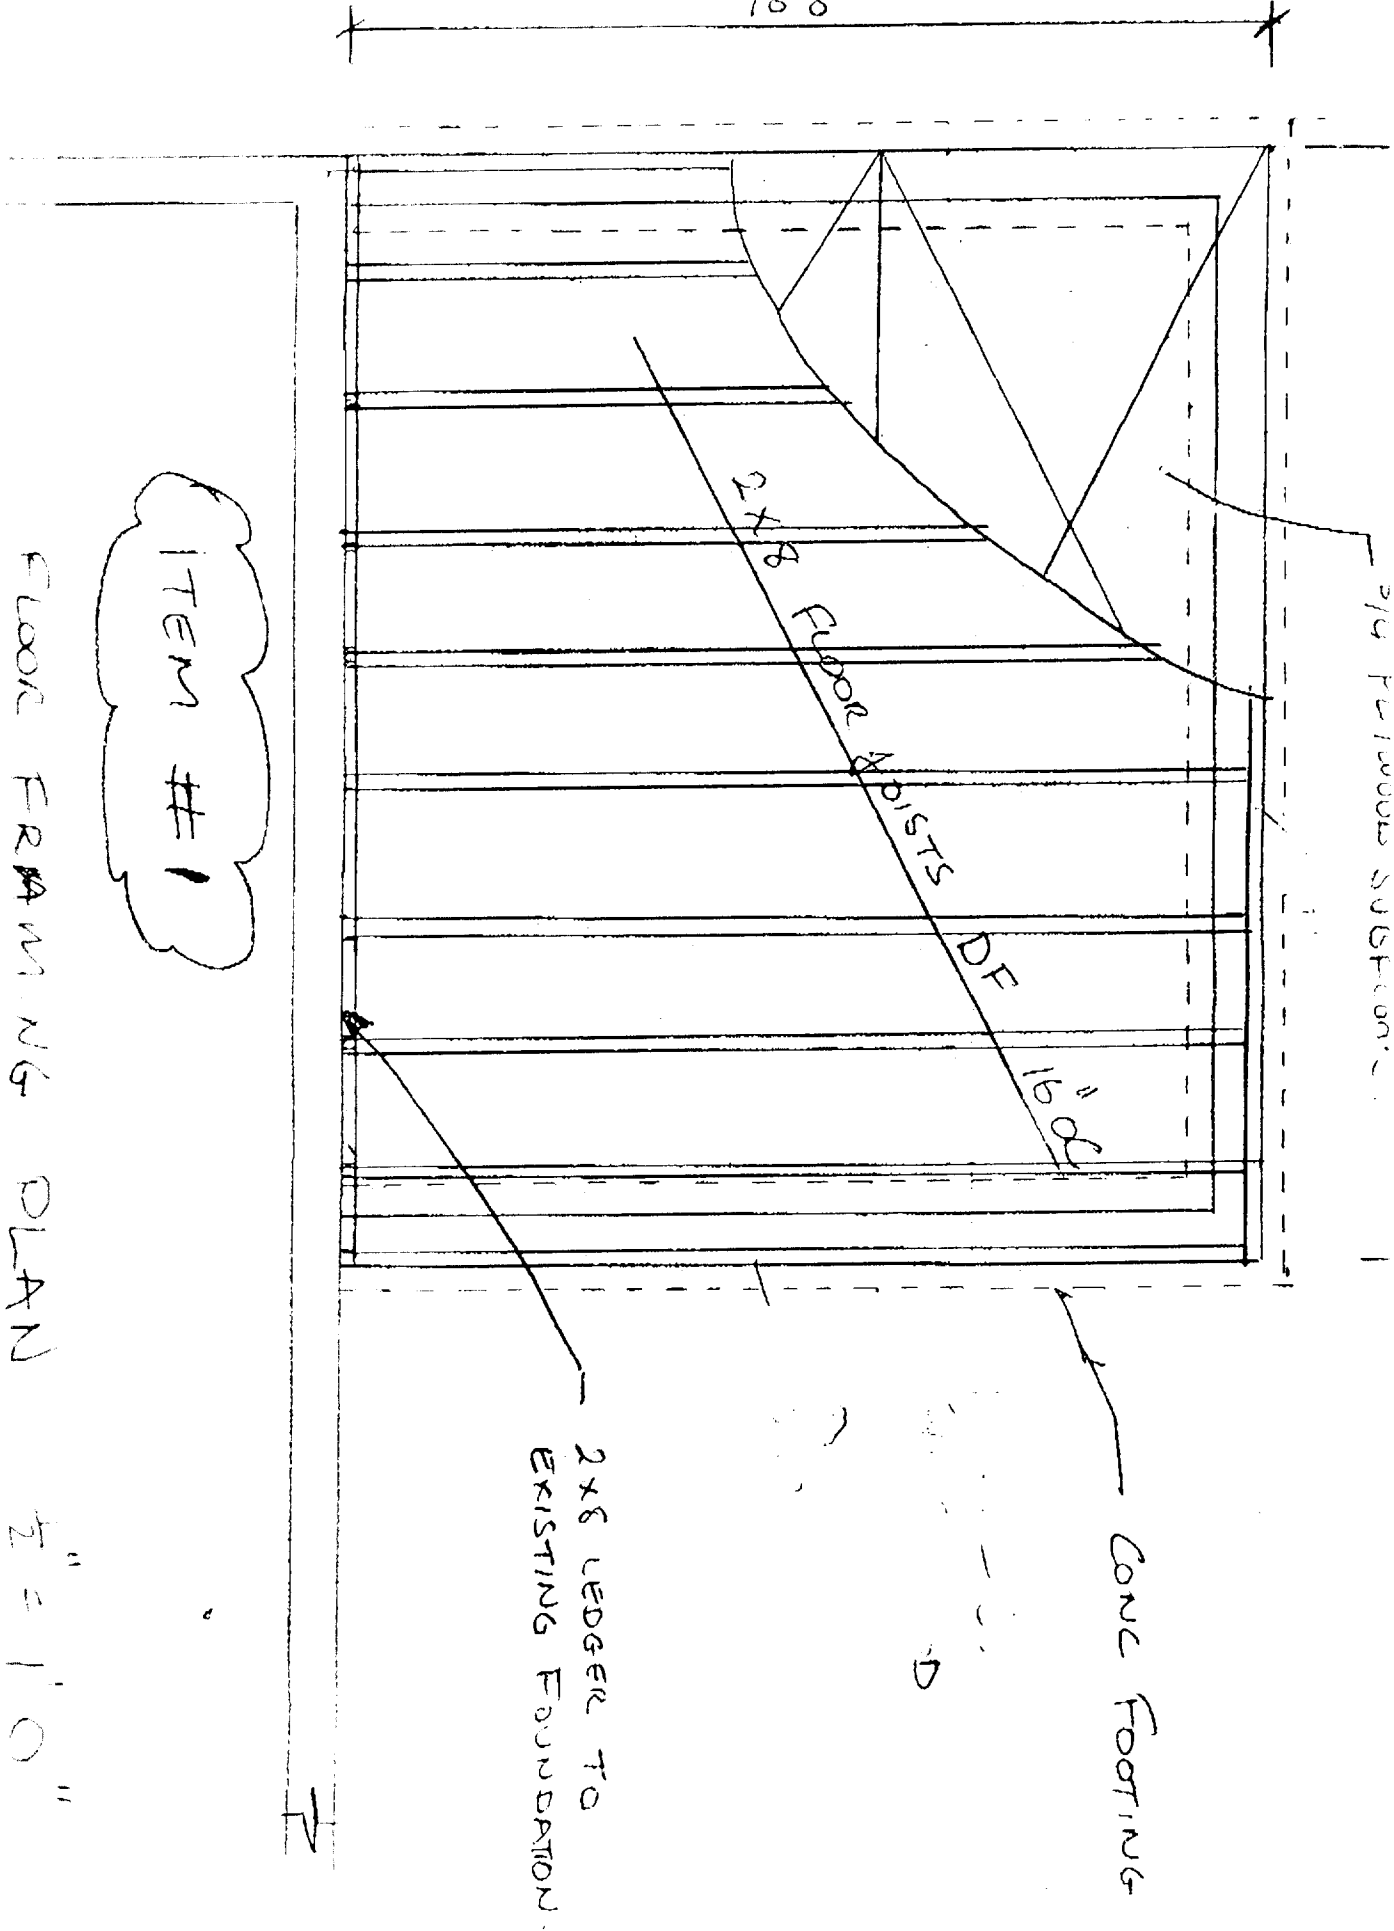 3/4 PLYWOOD SUBFLOOR.
10 0
2X8 FLOOR JOISTS DF 16" OC
CONC FOOTING
2X8 LEDGER TO
EXISTING FOUNDATION.
ITEM #1
FLOOR FRAMING PLAN 1/2" = 1' 0"